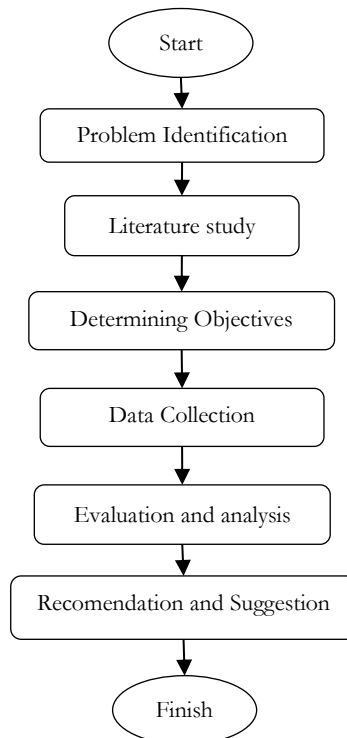 Start
Problem Identification
Literature study
Determining Objectives
Data Collection
Evaluation and analysis
Recomendation and Suggestion
Finish